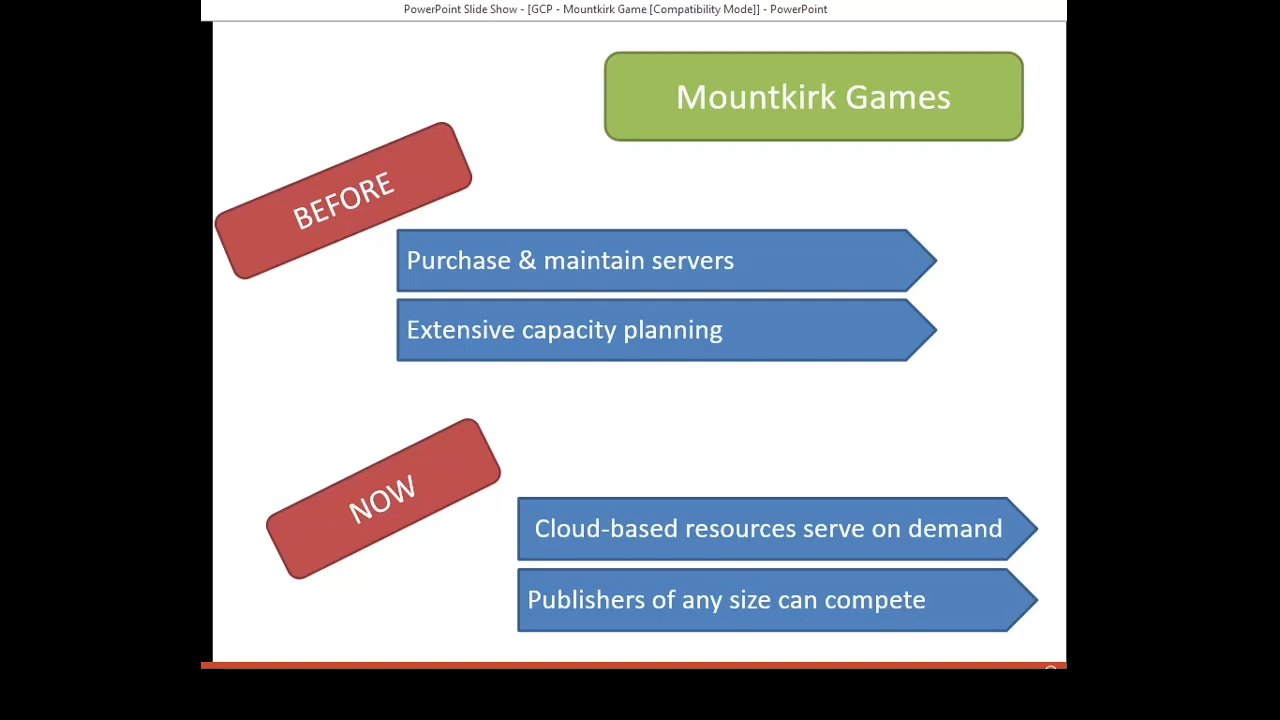 PowerPoint Slide Show - [GCP - Mountkirk Game [Compatibility Mode]] - PowerPoint
Mountkirk Games
BEFORE
Purchase & maintain servers
Extensive capacity planning
NOW
Cloud-based resources serve on demand
Publishers of any size can compete